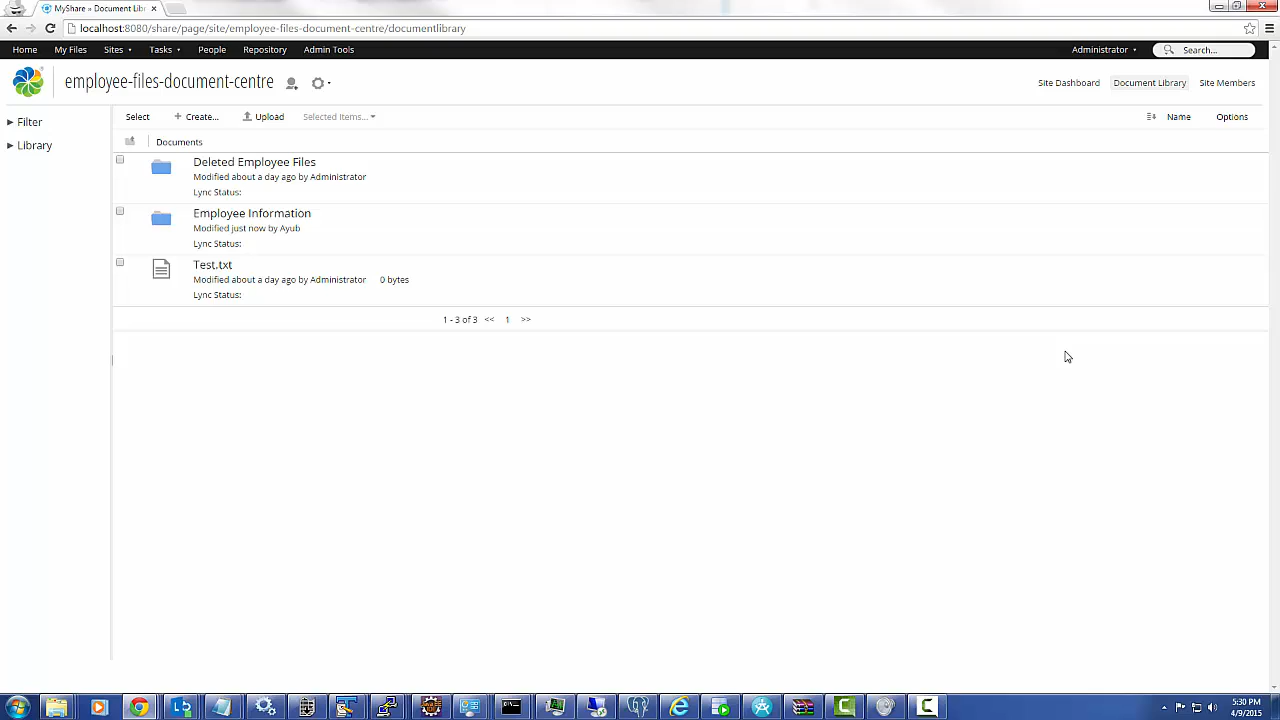 MyShare » Document Libr
localhost:8080/share/page/site/employee-files-document-centre/documentlibrary
Home My Files Sites Tasks People Repository Admin Tools Administrator Search...
employee-files-document-centre Site Dashboard Document Library Site Members
Filter
Library
Select + Create... Upload Selected Items... Name Options
Documents
Deleted Employee Files
Modified about a day ago by Administrator
Lync Status:
Employee Information
Modified just now by Ayub
Lync Status:
Test.txt
Modified about a day ago by Administrator 0 bytes
Lync Status:
1 - 3 of 3 << 1 >>
5:30 PM
4/9/2015